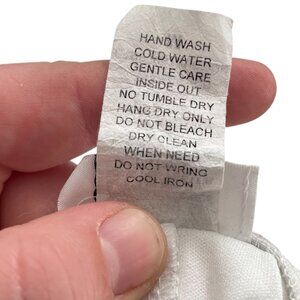 HAND WASH
COLD WATER
GENTLE CARE
INSIDE OUT
NO TUMBLE DRY
HANG DRY ONLY
DO NOT BLEACH
DRY CLEAN
WHEN NEED
DO NOT WRING
COOL IRON